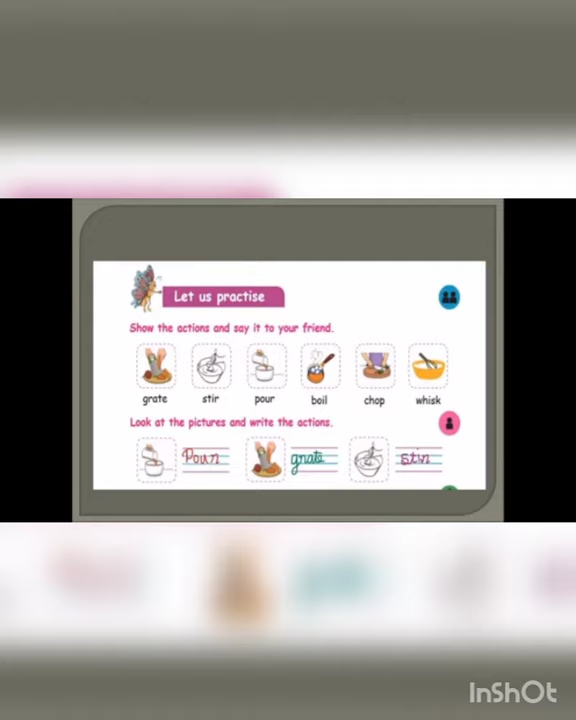 Let us practise
Show the actions and say it to your friend.
grate stir pour boil chop whisk
Look at the pictures and write the actions.
Pour grate stir
InShOt